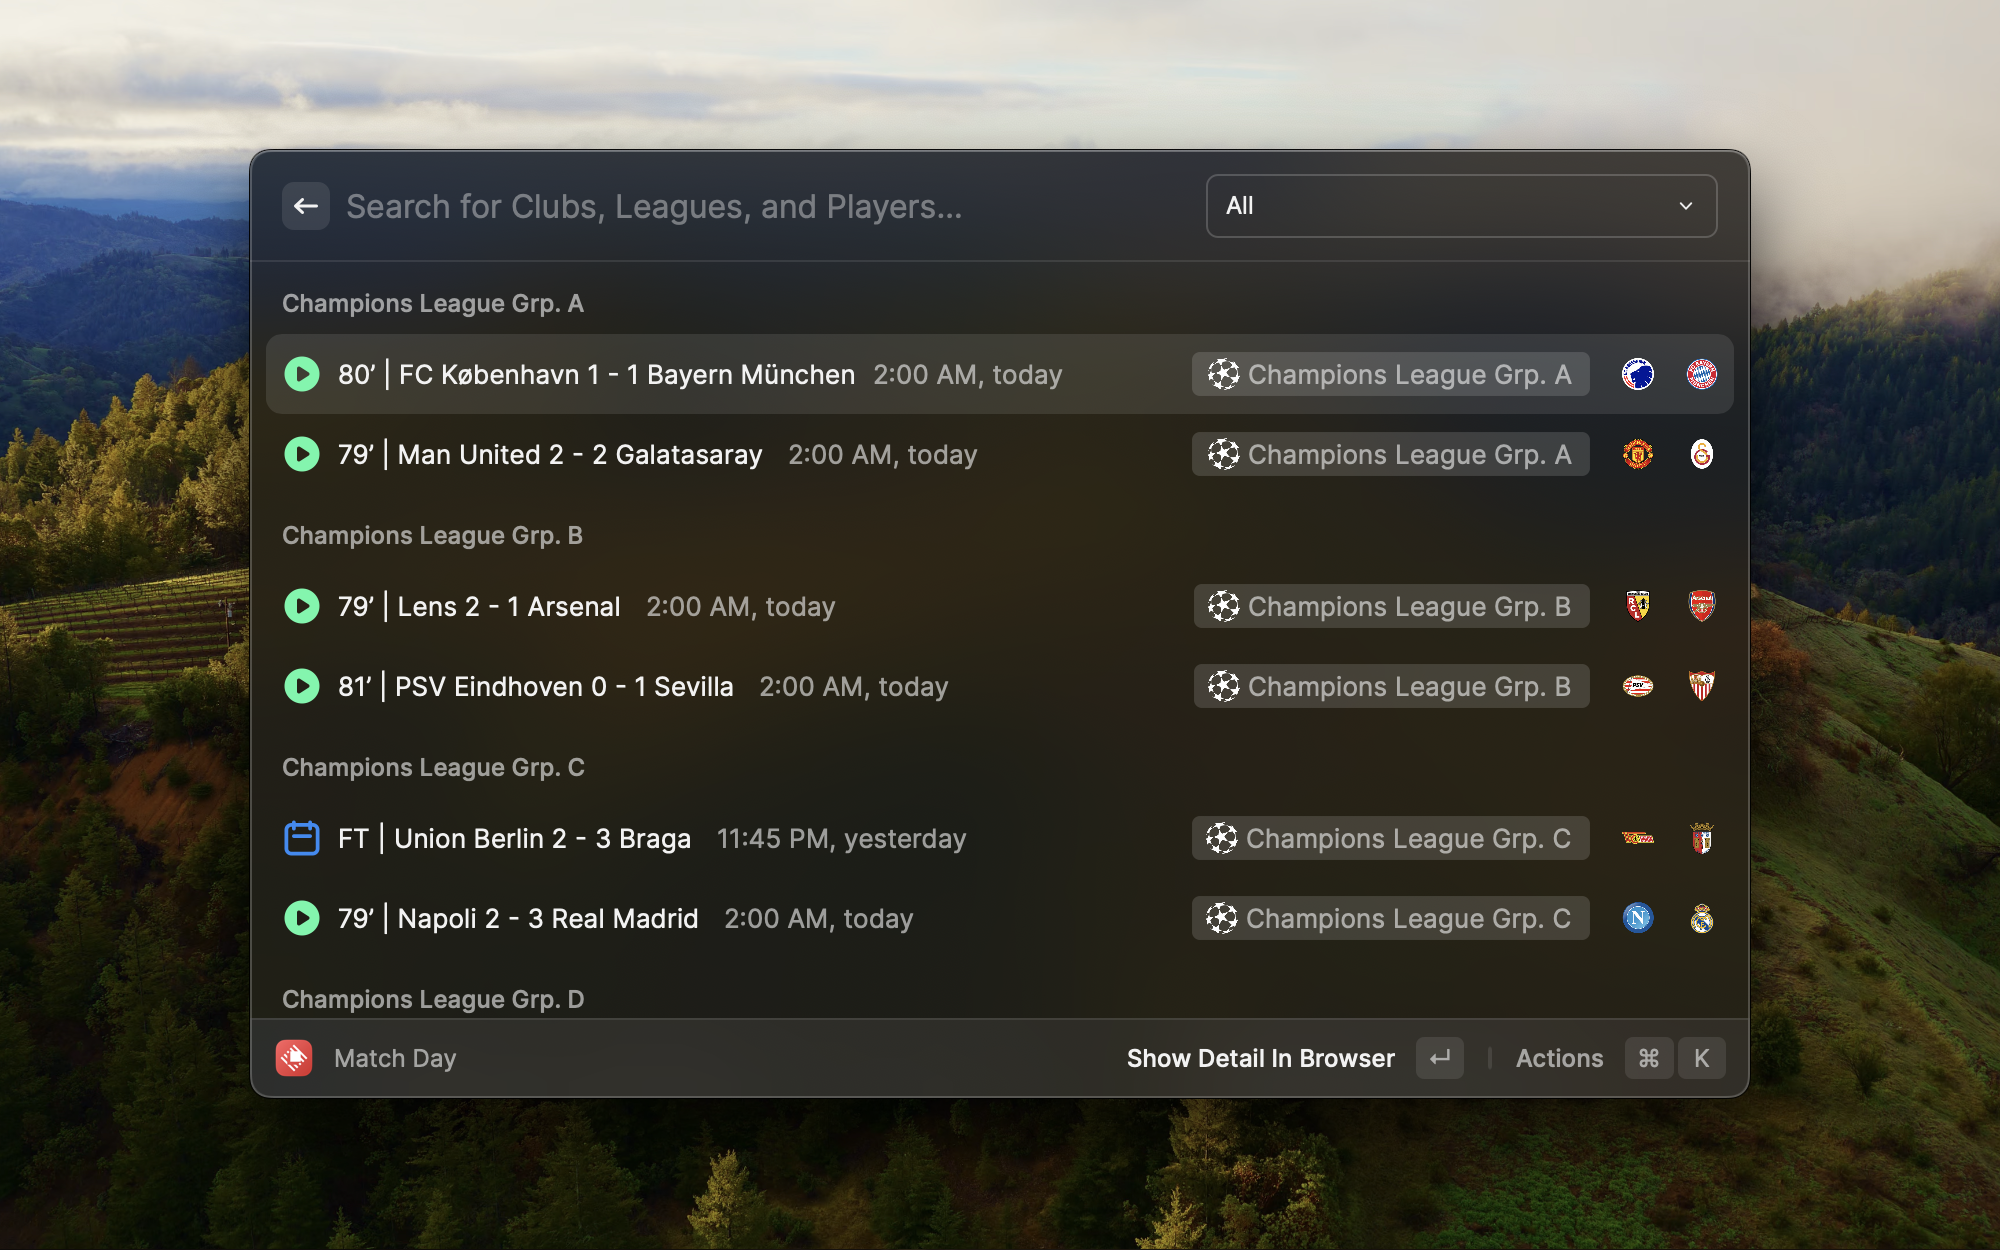 Search for Clubs, Leagues, and Players...
All
Champions League Grp. A
80’ | FC København 1 - 1 Bayern München 2:00 AM, today Champions League Grp. A
79’ | Man United 2 - 2 Galatasaray 2:00 AM, today Champions League Grp. A
Champions League Grp. B
79’ | Lens 2 - 1 Arsenal 2:00 AM, today Champions League Grp. B
81’ | PSV Eindhoven 0 - 1 Sevilla 2:00 AM, today Champions League Grp. B
Champions League Grp. C
FT | Union Berlin 2 - 3 Braga 11:45 PM, yesterday Champions League Grp. C
79’ | Napoli 2 - 3 Real Madrid 2:00 AM, today Champions League Grp. C
Champions League Grp. D
Match Day Show Detail In Browser ↵ Actions ⌘ K